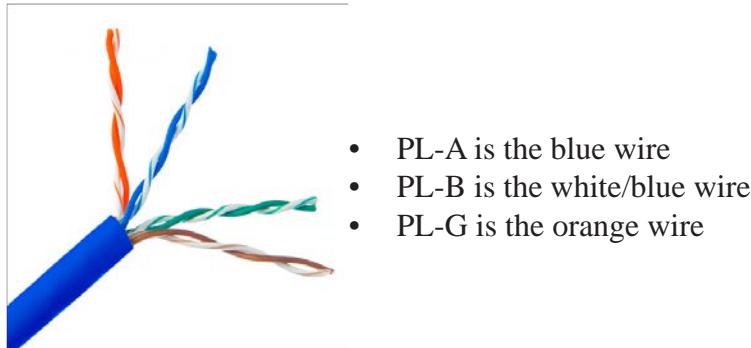 • PL-A is the blue wire
• PL-B is the white/blue wire
• PL-G is the orange wire